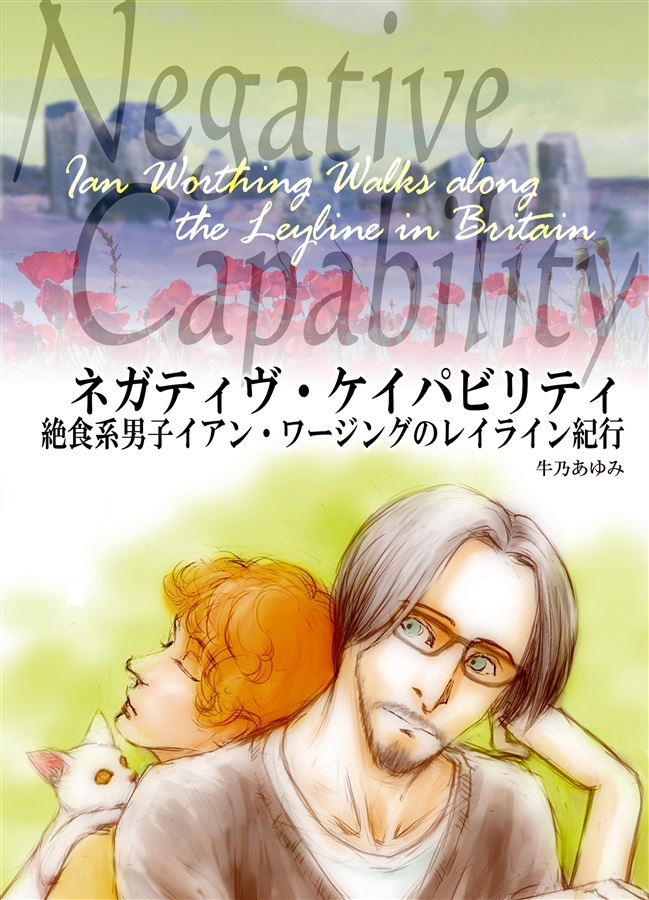 Negative
Capability
Ian Worthing Walks along
the Leyline in Britain
ネガティヴ・ケイパビリティ
絶食系男子イアン・ワージングのレイライン紀行
牛乃あゆみ